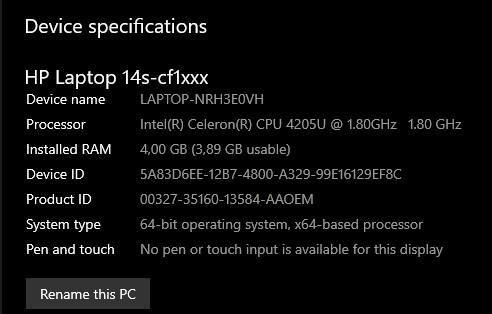 Device specifications
HP Laptop 14s-cf1xxx
Device name LAPTOP-NRH3E0VH
Processor Intel(R) Celeron(R) CPU 4205U @ 1.80GHz 1.80 GHz
Installed RAM 4,00 GB (3,89 GB usable)
Device ID 5A83D6EE-12B7-4800-A329-99E16129EF8C
Product ID 00327-35160-13584-AAOEM
System type 64-bit operating system, x64-based processor
Pen and touch No pen or touch input is available for this display
Rename this PC